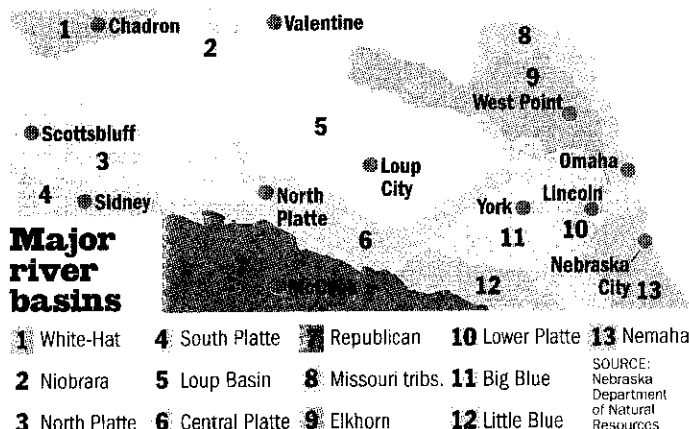 1
Chadron
2
Valentine
8
9
West Point
Scottsbluff
5
3
Loup
City
Omaha
4
Sidney
North
Platte
York
Lincoln
10
11
6
Nebraska
City
13
12
Major
river
basins
1 White-Hat
4 South Platte
7 Republican
10 Lower Platte
13 Nemaha
2 Niobrara
5 Loup Basin
8 Missouri tribs.
11 Big Blue
3 North Platte
6 Central Platte
9 Elkhorn
12 Little Blue
SOURCE:
Nebraska
Department
of Natural
Resources